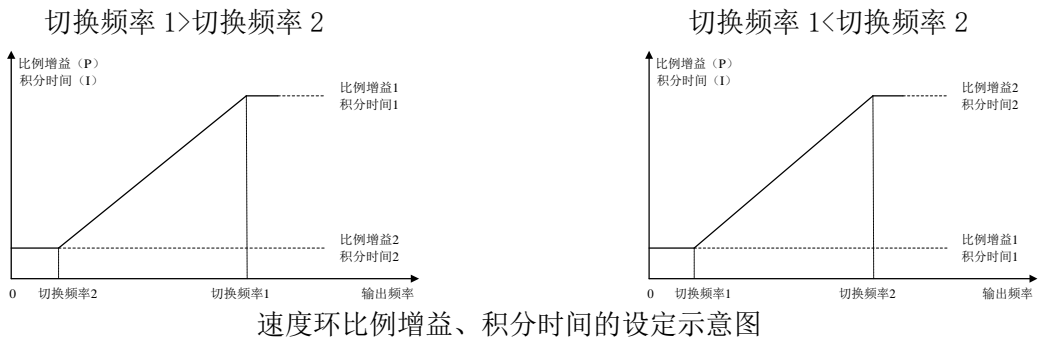 切换频率 1>切换频率 2
比例增益（P）
积分时间（I）
比例增益1
积分时间1
比例增益2
积分时间2
0 切换频率2 切换频率1 输出频率
切换频率 1<切换频率 2
比例增益（P）
积分时间（I）
比例增益2
积分时间2
比例增益1
积分时间1
0 切换频率1 切换频率2 输出频率
速度环比例增益、积分时间的设定示意图